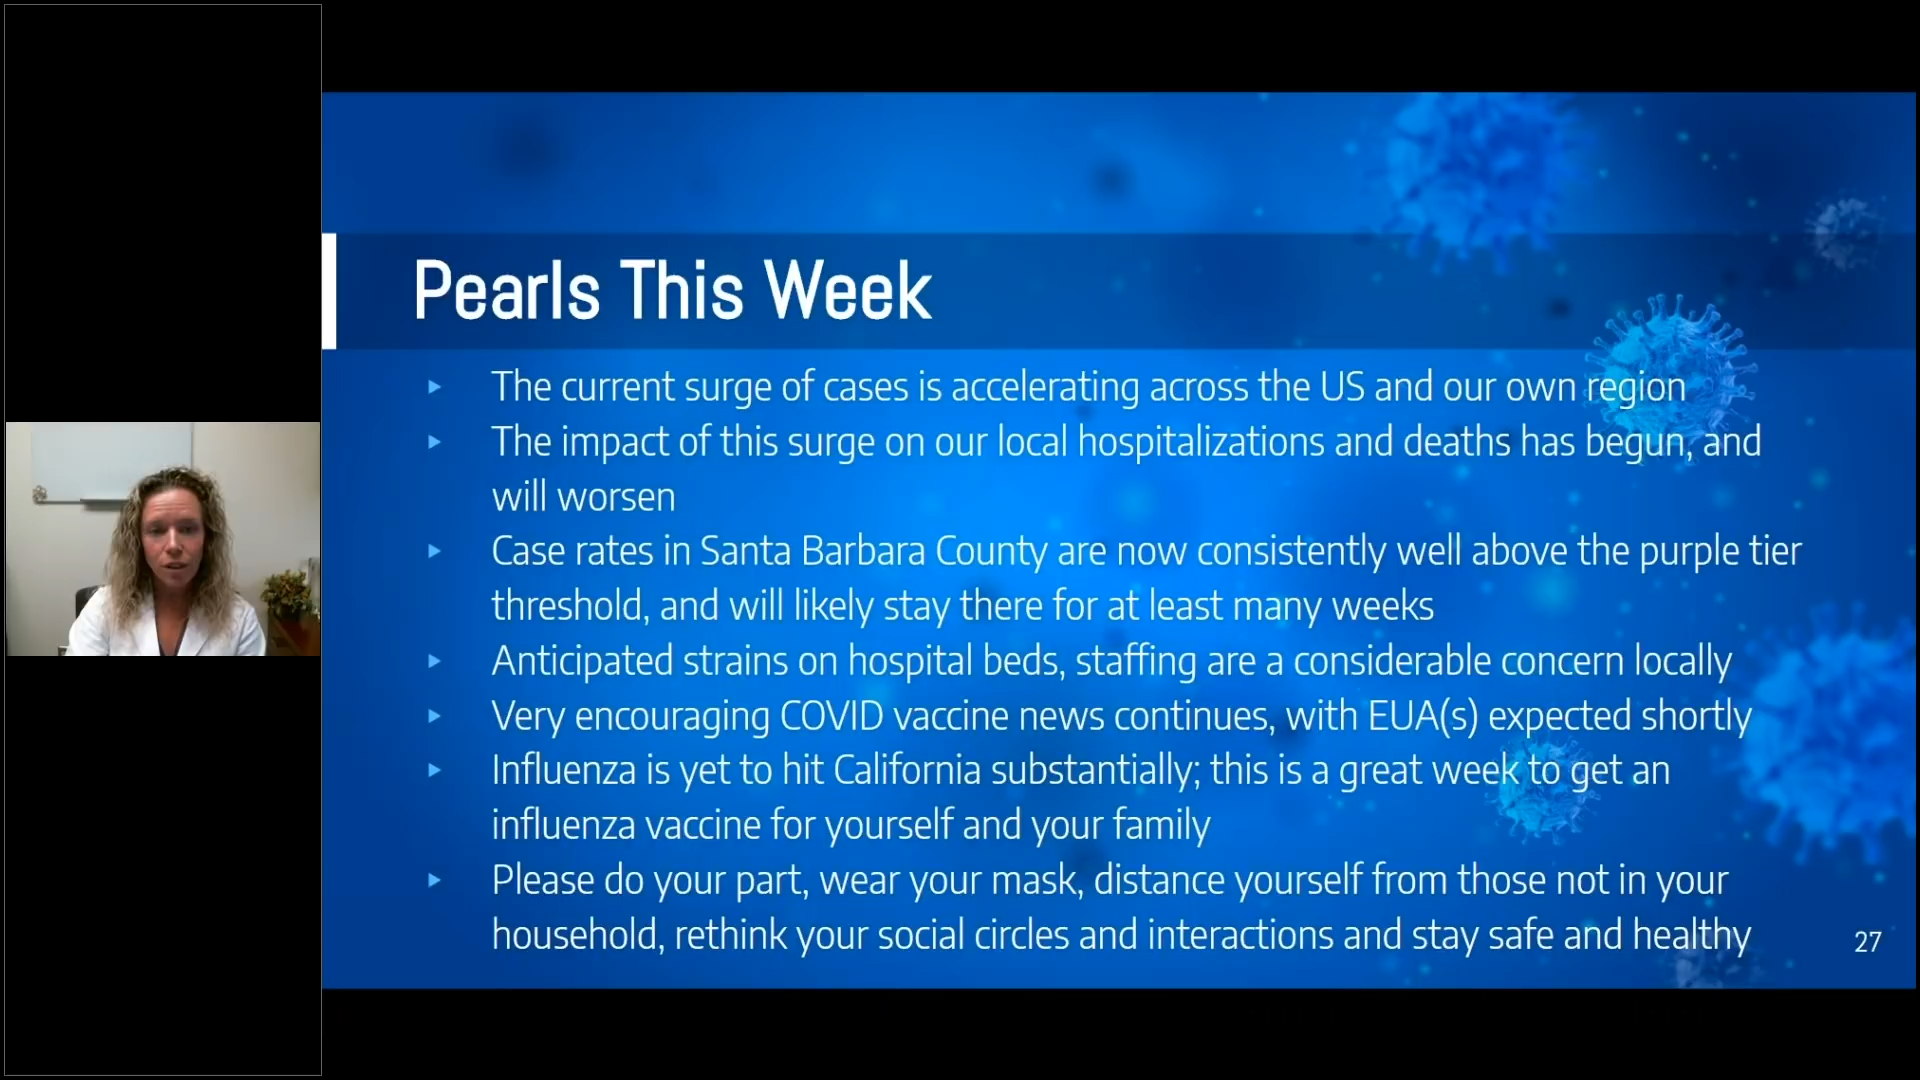 Pearls This Week
The current surge of cases is accelerating across the US and our own region
The impact of this surge on our local hospitalizations and deaths has begun, and
will worsen
Case rates in Santa Barbara County are now consistently well above the purple tier
threshold, and will likely stay there for at least many weeks
Anticipated strains on hospital beds, staffing are a considerable concern locally
Very encouraging COVID vaccine news continues, with EUA(s) expected shortly
Influenza is yet to hit California substantially; this is a great week to get an
influenza vaccine for yourself and your family
Please do your part, wear your mask, distance yourself from those not in your
household, rethink your social circles and interactions and stay safe and healthy
27